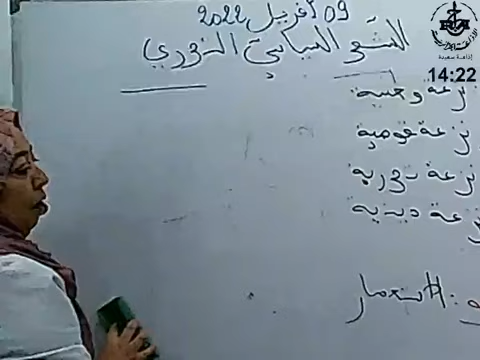 09 أفريل 2022
الشعر السياسي الثوري
14:22
نزعة وطنية
نزعة قومية
نزعة ثورية
نزعة دينية
الاستعمار